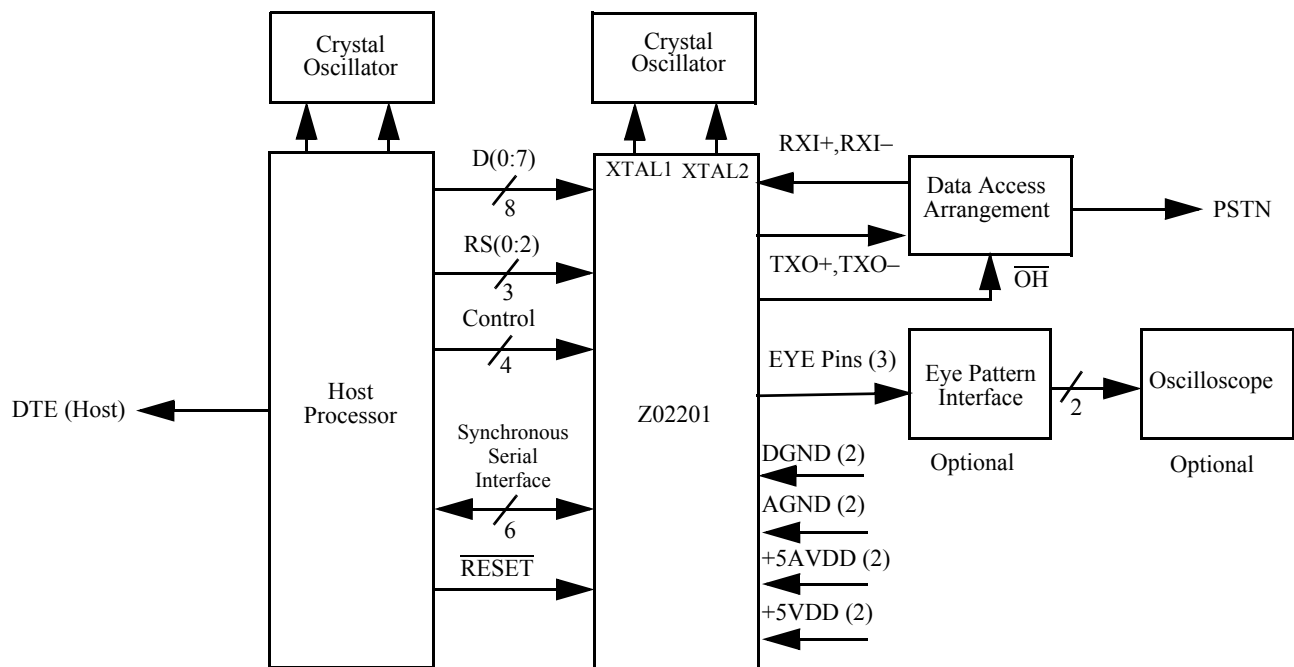 Crystal
Oscillator
Crystal
Oscillator
D(0:7)
8
RS(0:2)
3
Control
4
Host
Processor
DTE (Host)
Synchronous
Serial
Interface
6
RESET
XTAL1 XTAL2
Z02201
RXI+,RXI–
TXO+,TXO–
OH
Data Access
Arrangement
PSTN
EYE Pins (3)
Eye Pattern
Interface
Optional
2
Oscilloscope
Optional
DGND (2)
AGND (2)
+5AVDD (2)
+5VDD (2)